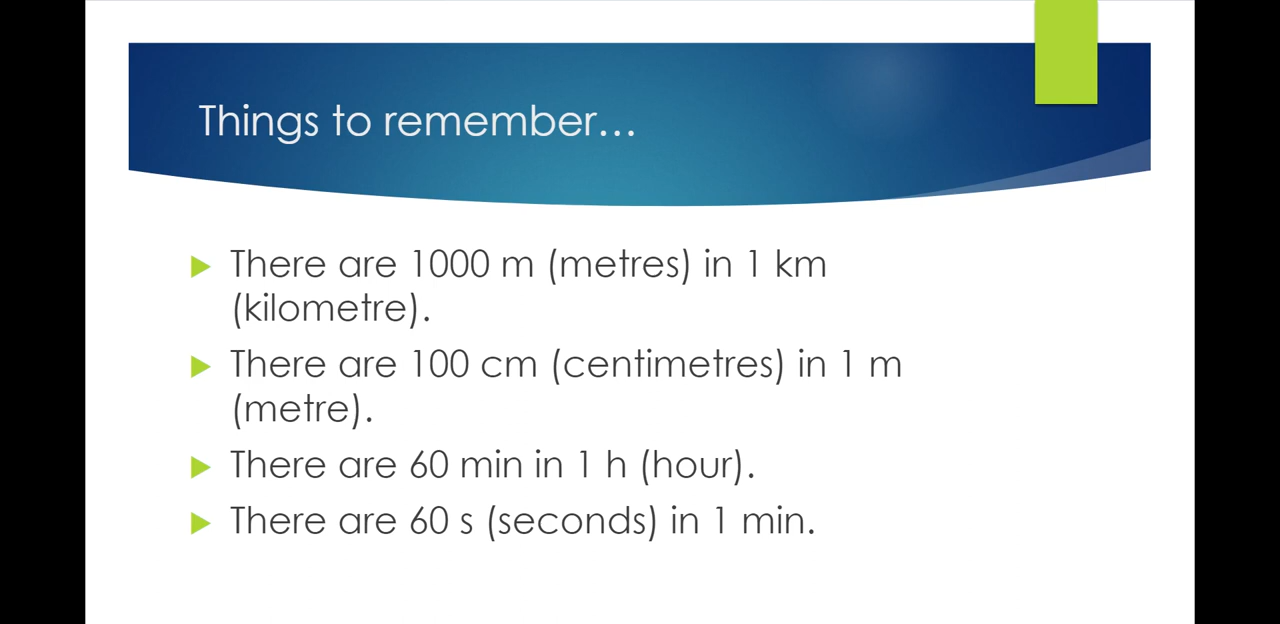 Things to remember…
There are 1000 m (metres) in 1 km
(kilometre).
There are 100 cm (centimetres) in 1 m
(metre).
There are 60 min in 1 h (hour).
There are 60 s (seconds) in 1 min.